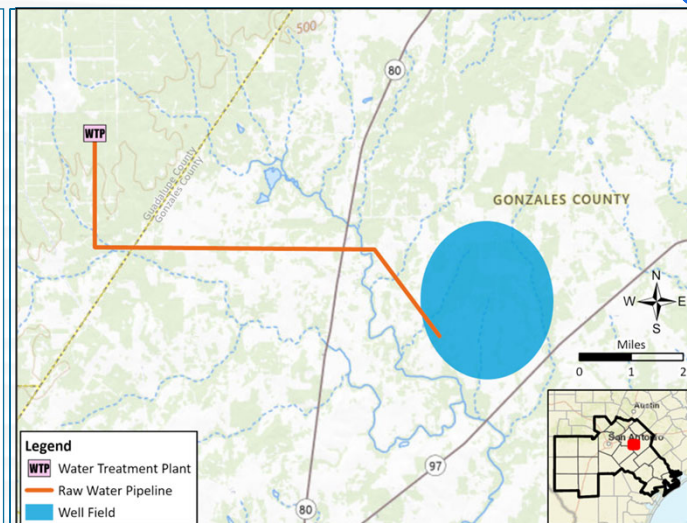 500
80
WTP
Guadalupe County
Gonzales County
GONZALES COUNTY
N
W E
S
Miles
0 1 2
Austin
San Antonio
Legend
WTP Water Treatment Plant
Raw Water Pipeline
Well Field
97
80